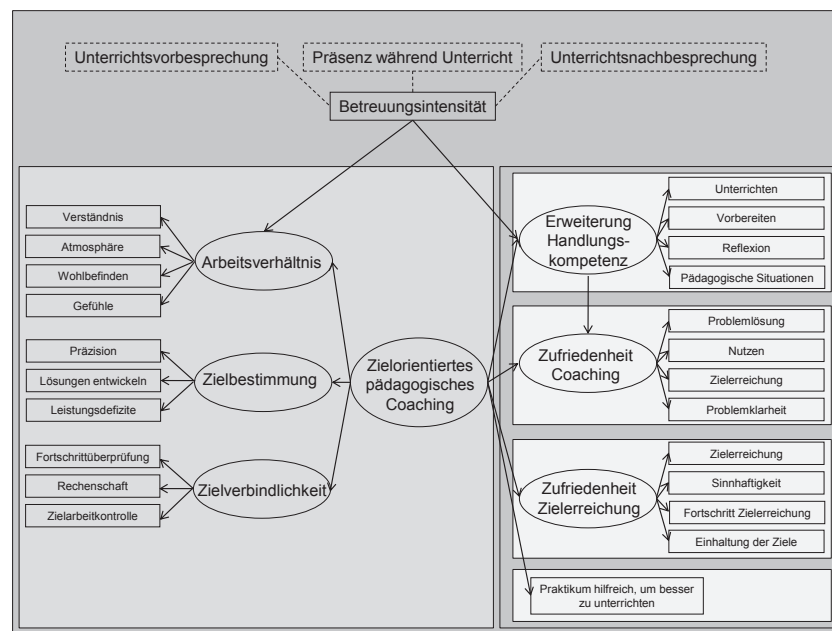 Unterrichtsvorbesprechung
Präsenz während Unterricht
Unterrichtsnachbesprechung
Betreuungsintensität
Verständnis
Atmosphäre
Wohlbefinden
Gefühle
Arbeitsverhältnis
Präzision
Lösungen entwickeln
Leistungsdefizite
Zielbestimmung
Fortschrittüberprüfung
Rechenschaft
Zielarbeitkontrolle
Zielverbindlichkeit
Zielorientiertes
pädagogisches
Coaching
Erweiterung
Handlungs-
kompetenz
Unterrichten
Vorbereiten
Reflexion
Pädagogische Situationen
Zufriedenheit
Coaching
Problemlösung
Nutzen
Zielerreichung
Problemklarheit
Zufriedenheit
Zielerreichung
Zielerreichung
Sinnhaftigkeit
Fortschritt Zielerreichung
Einhaltung der Ziele
Praktikum hilfreich, um besser
zu unterrichten